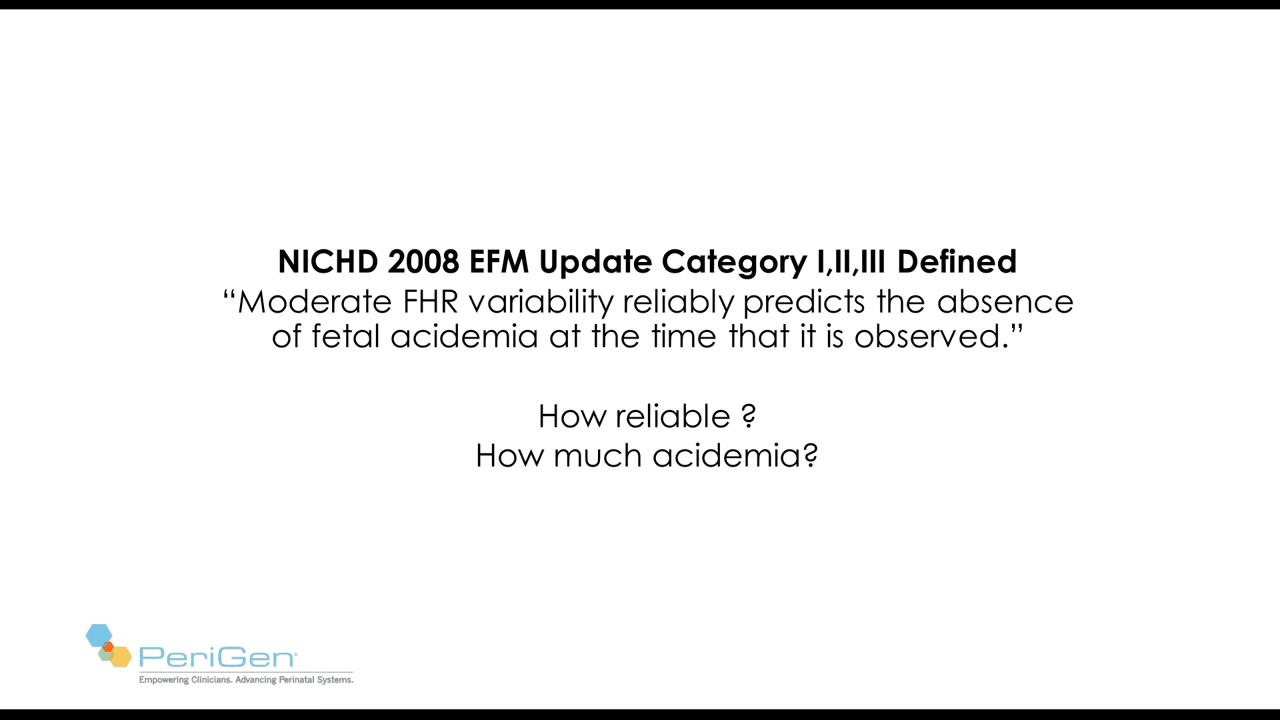 NICHD 2008 EFM Update Category I,II,III Defined
“Moderate FHR variability reliably predicts the absence
of fetal acidemia at the time that it is observed.”
How reliable ?
How much acidemia?
PeriGen®
Empowering Clinicians. Advancing Perinatal Systems.